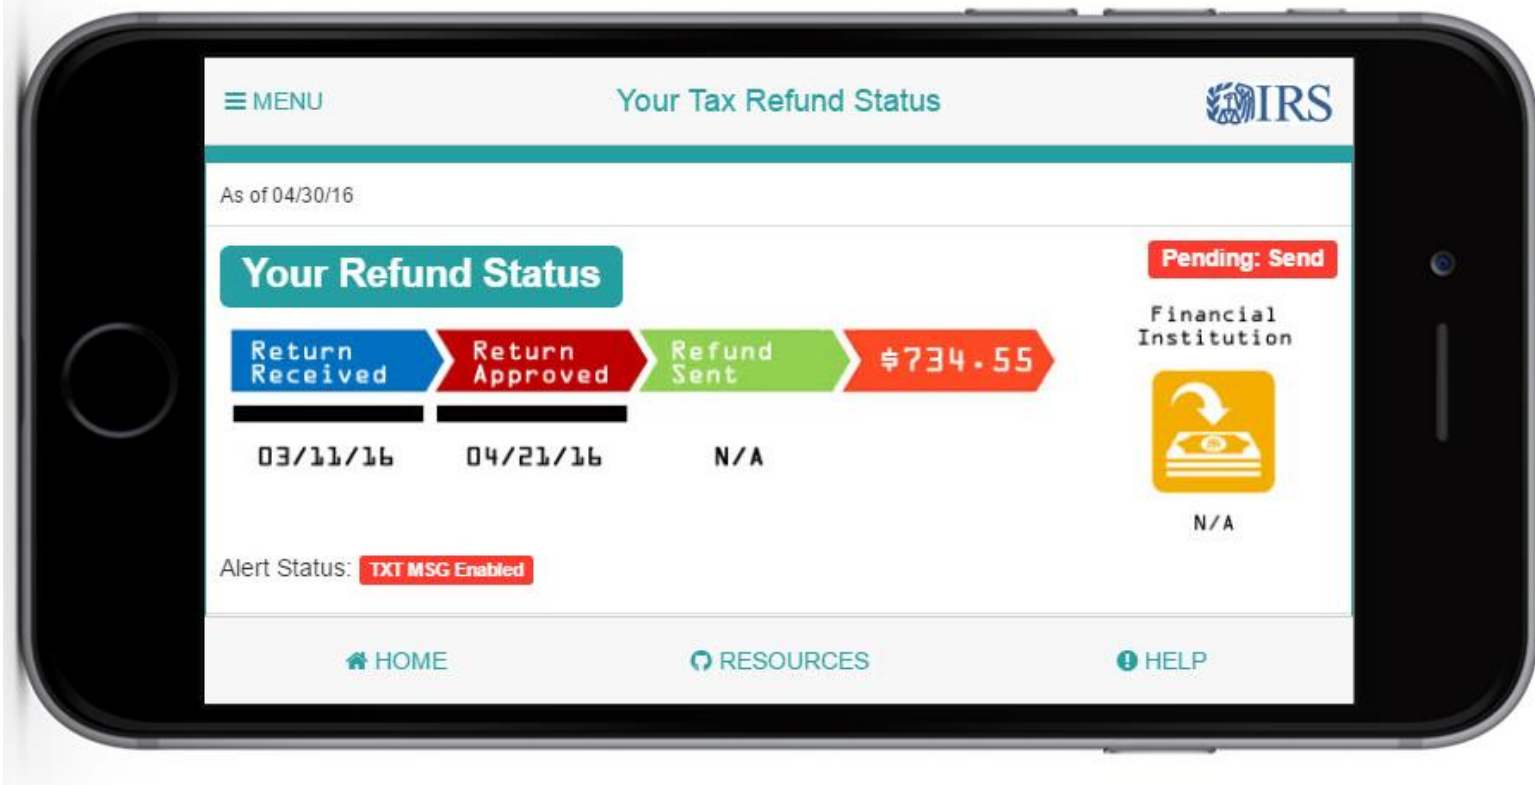 MENU
Your Tax Refund Status
IRS
As of 04/30/16
Your Refund Status
Pending: Send
Financial
Institution
Return
Received
Return
Approved
Refund
Sent
$734.55
03/11/16
04/21/16
N/A
N/A
Alert Status: TXT MSG Enabled
HOME
RESOURCES
HELP